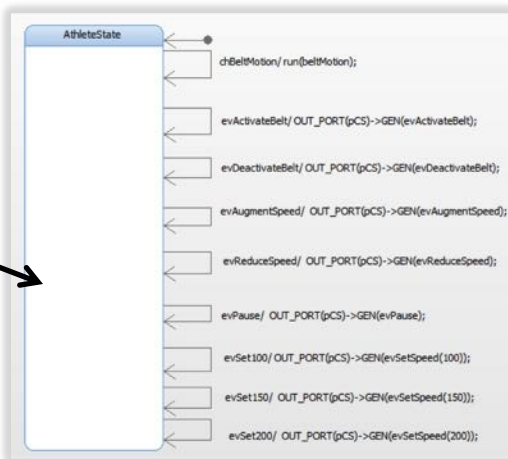 AthleteState
chBeltMotion/ run(beltMotion);
evActivateBelt/ OUT_PORT(pCS)->GEN(evActivateBelt);
evDeactivateBelt/ OUT_PORT(pCS)->GEN(evDeactivateBelt);
evAugmentSpeed/ OUT_PORT(pCS)->GEN(evAugmentSpeed);
evReduceSpeed/ OUT_PORT(pCS)->GEN(evReduceSpeed);
evPause/ OUT_PORT(pCS)->GEN(evPause);
evSet100/ OUT_PORT(pCS)->GEN(evSetSpeed(100));
evSet150/ OUT_PORT(pCS)->GEN(evSetSpeed(150));
evSet200/ OUT_PORT(pCS)->GEN(evSetSpeed(200));